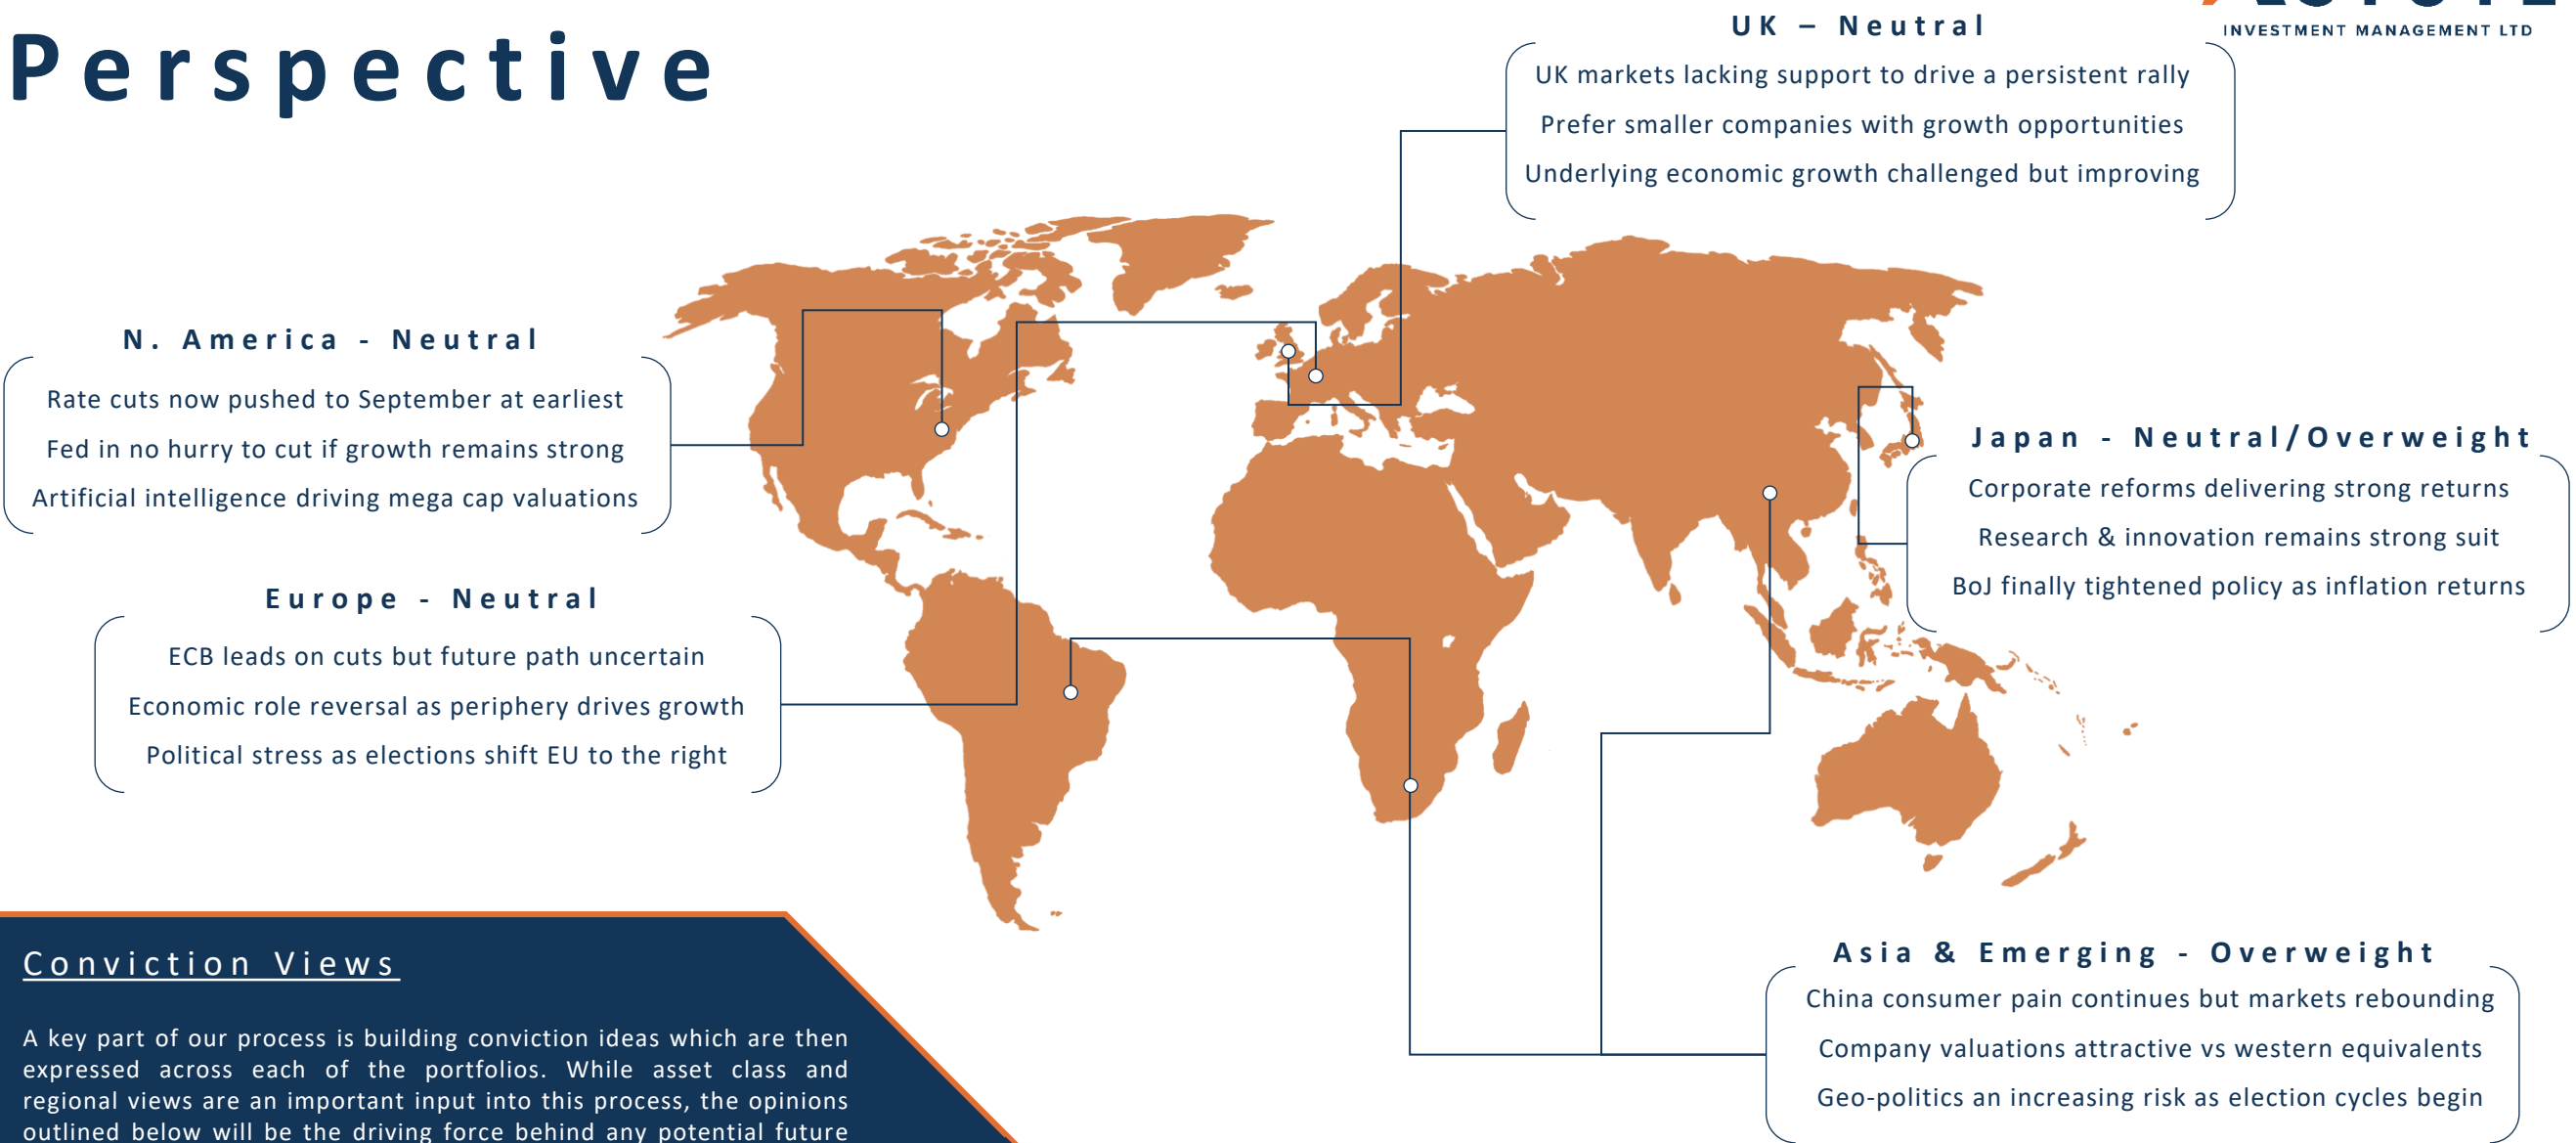 Perspective
INVESTMENT MANAGEMENT LTD
UK – Neutral
UK markets lacking support to drive a persistent rally
Prefer smaller companies with growth opportunities
Underlying economic growth challenged but improving
N. America - Neutral
Rate cuts now pushed to September at earliest
Fed in no hurry to cut if growth remains strong
Artificial intelligence driving mega cap valuations
Japan - Neutral/Overweight
Corporate reforms delivering strong returns
Research & innovation remains strong suit
BoJ finally tightened policy as inflation returns
Europe - Neutral
ECB leads on cuts but future path uncertain
Economic role reversal as periphery drives growth
Political stress as elections shift EU to the right
Asia & Emerging - Overweight
China consumer pain continues but markets rebounding
Company valuations attractive vs western equivalents
Geo-politics an increasing risk as election cycles begin
Conviction Views
A key part of our process is building conviction ideas which are then
expressed across each of the portfolios. While asset class and
regional views are an important input into this process, the opinions
outlined below will be the driving force behind any potential future